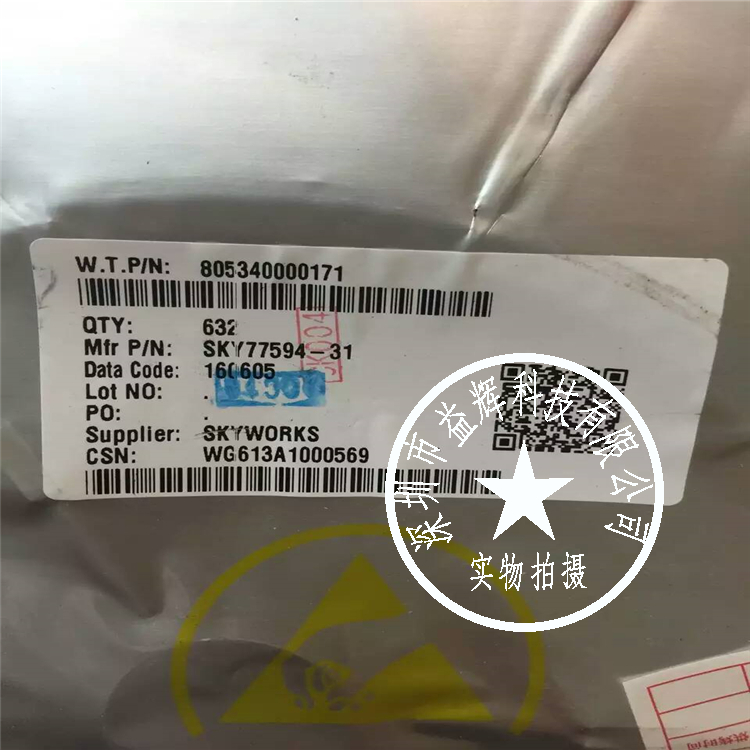 W.T.P/N: 805340000171
QTY: 632
Mfr P/N: SKY77594-31
JK004
Data Code: 160605
Lot NO: .
PO: .
Supplier: SKYWORKS
CSN: WG613A1000569
深圳市益辉科技有限公司
实物拍摄